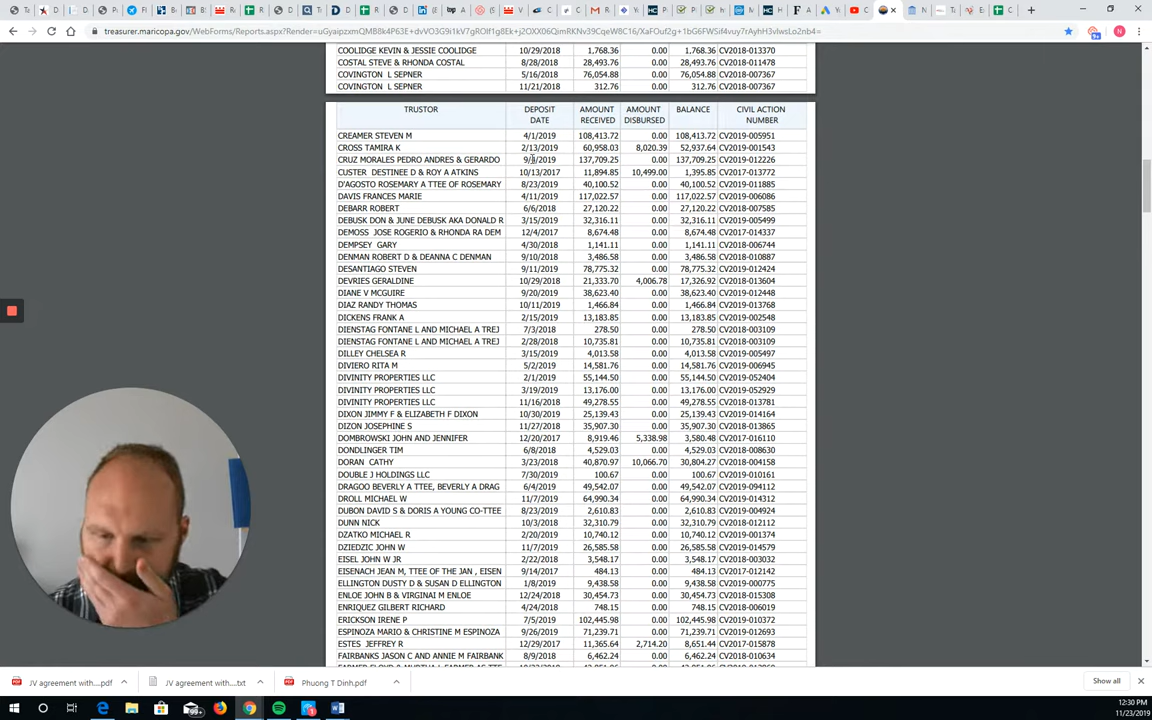 treasurer.maricopa.gov/WebForms/Reports.aspx?Render=
COOLIDGE KEVIN & JESSIE COOLIDGE 10/29/2018 1,768.36 0.00 1,768.36 CV2018-013370
COSTAL STEVE & RHONDA COSTAL 8/28/2018 28,493.76 0.00 28,493.76 CV2018-011478
COVINGTON L SEPNER 5/16/2018 76,054.88 0.00 76,054.88 CV2018-007367
COVINGTON L SEPNER 11/21/2018 312.76 0.00 312.76 CV2018-007367
TRUSTOR DEPOSIT DATE AMOUNT RECEIVED AMOUNT DISBURSED BALANCE CIVIL ACTION NUMBER
CREAMER STEVEN M 4/1/2019 108,413.72 0.00 108,413.72 CV2019-005951
CROSS TAMIRA K 2/13/2019 60,958.03 8,020.39 52,937.64 CV2019-001543
CRUZ MORALES PEDRO ANDRES & GERARDO 137,709.25 0.00 137,709.25 CV2019-012226
CUSTER DESTINEE D & ROY A ATKINS 10/13/2017 11,894.85 10,499.00 1,395.85 CV2017-013772
D'AGOSTO ROSEMARY A TTEE OF ROSEMARY 8/23/2019 40,100.52 0.00 40,100.52 CV2019-011885
DAVIS FRANCES MARIE 4/11/2019 117,022.57 0.00 117,022.57 CV2019-006086
DEBARR ROBERT 6/6/2018 27,120.22 0.00 27,120.22 CV2018-007585
DEBUSK DON & JUNE DEBUSK AKA DONALD R 3/15/2019 32,316.11 0.00 32,316.11 CV2019-005499
DEMOSS JOSE ROGERIO & RHONDA RA DEM 12/4/2017 8,674.48 0.00 8,674.48 CV2017-014337
DEMPSEY GARY 4/30/2018 1,141.11 0.00 1,141.11 CV2018-006744
DENMAN ROBERT D & DEANNA C DENMAN 9/10/2018 3,486.58 0.00 3,486.58 CV2018-010887
DESANTIAGO STEVEN 9/11/2019 78,775.32 0.00 78,775.32 CV2019-012424
DEVRIES GERALDINE 10/29/2018 21,333.70 4,006.78 17,326.92 CV2018-013604
DIANE V MCGUIRE 9/20/2019 38,623.40 0.00 38,623.40 CV2019-012448
DIAZ RANDY THOMAS 10/11/2019 1,466.84 0.00 1,466.84 CV2019-013768
DICKENS FRANK A 2/15/2019 13,183.85 0.00 13,183.85 CV2019-002548
DIENSTAG FONTANE L AND MICHAEL A TREJ 7/3/2018 278.50 0.00 278.50 CV2018-003109
DIENSTAG FONTANE L AND MICHAEL A TREJ 2/28/2018 10,735.81 0.00 10,735.81 CV2018-003109
DILLEY CHELSEA R 3/15/2019 4,013.58 0.00 4,013.58 CV2019-005497
DIVIERO RITA M 5/2/2019 14,581.76 0.00 14,581.76 CV2019-006945
DIVINITY PROPERTIES LLC 2/1/2019 55,144.50 0.00 55,144.50 CV2019-052404
DIVINITY PROPERTIES LLC 3/19/2019 13,176.00 0.00 13,176.00 CV2019-052929
DIVINITY PROPERTIES LLC 11/16/2018 49,278.55 0.00 49,278.55 CV2018-013781
DIXON JIMMY F & ELIZABETH F DIXON 10/30/2019 25,139.43 0.00 25,139.43 CV2019-014164
DIZON JOSEPHINE S 11/27/2018 35,907.30 0.00 35,907.30 CV2018-013865
DOMBROWSKI JOHN AND JENNIFER 12/20/2017 8,919.46 5,338.98 3,580.48 CV2017-016110
DONDLINGER TIM 6/8/2018 4,529.03 0.00 4,529.03 CV2018-008630
DORAN CATHY 3/23/2018 40,870.97 10,066.70 30,804.27 CV2018-004158
DOUBLE J HOLDINGS LLC 7/30/2019 100.67 0.00 100.67 CV2019-010161
DRAGOO BEVERLY A TTEE, BEVERLY A DRAG 6/4/2019 49,542.07 0.00 49,542.07 CV2019-094112
DROLL MICHAEL W 11/7/2019 64,990.34 0.00 64,990.34 CV2019-014312
DUBON DAVID S & DORIS A YOUNG CO-TTEE 8/23/2019 2,610.83 0.00 2,610.83 CV2019-004924
DUNN NICK 10/3/2018 32,310.79 0.00 32,310.79 CV2018-012112
DZATKO MICHAEL R 2/20/2019 10,740.12 0.00 10,740.12 CV2019-001374
DZIEDZIC JOHN W 11/7/2019 26,585.58 0.00 26,585.58 CV2019-014579
EISEL JOHN W JR 2/22/2018 3,548.17 0.00 3,548.17 CV2018-003032
EISENACH JEAN M, TTEE OF THE JAN , EISEN 9/14/2017 484.13 0.00 484.13 CV2017-012142
ELLINGTON DUSTY D & SUSAN D ELLINGTON 1/8/2019 9,438.58 0.00 9,438.58 CV2019-000775
ENLOE JOHN B & VIRGINAI M ENLOE 12/24/2018 30,454.73 0.00 30,454.73 CV2018-015308
ENRIQUEZ GILBERT RICHARD 4/24/2018 748.15 0.00 748.15 CV2018-006019
ERICKSON IRENE P 7/5/2019 102,445.98 0.00 102,445.98 CV2019-010372
ESPINOZA MARIO & CHRISTINE M ESPINOZA 9/26/2019 71,239.71 0.00 71,239.71 CV2019-012693
ESTES JEFFREY R 12/29/2017 11,365.64 2,714.20 8,651.44 CV2017-015878
FAIRBANKS JASON C AND ANNIE M FAIRBANK 8/9/2018 6,462.24 0.00 6,462.24 CV2018-010634
JV agreement with....pdf JV agreement with....txt Phuong T Dinh.pdf Show all
12:30 PM
11/23/2019